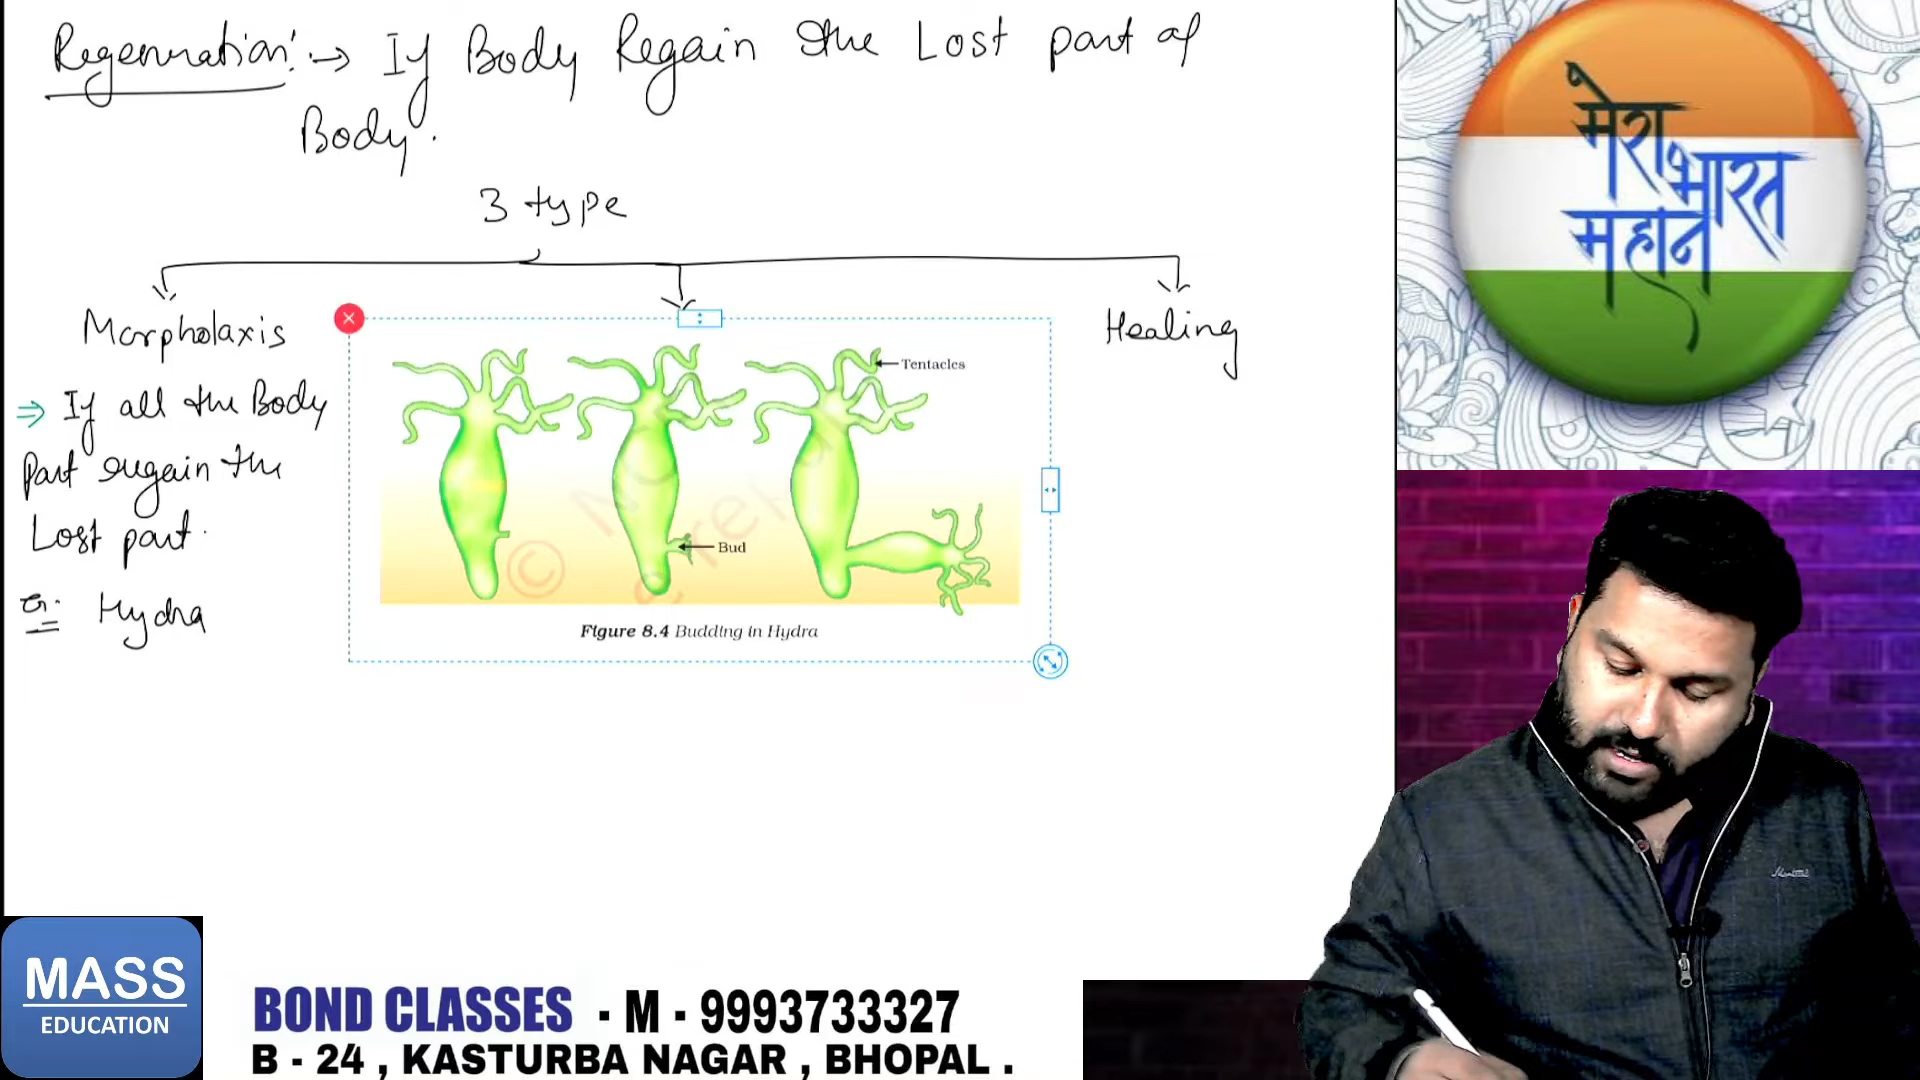 Regenration :→ If Body Regain the Lost part of
Body.
3 type
Morpholaxis
Healing
⇒ If all the Body
Part regain the
Lost part.
Hydra
Tentacles
Bud
Figure 8.4 Budding in Hydra
मेरा
भारत
महान
MASS
EDUCATION
BOND CLASSES - M - 9993733327
B - 24 , KASTURBA NAGAR , BHOPAL .